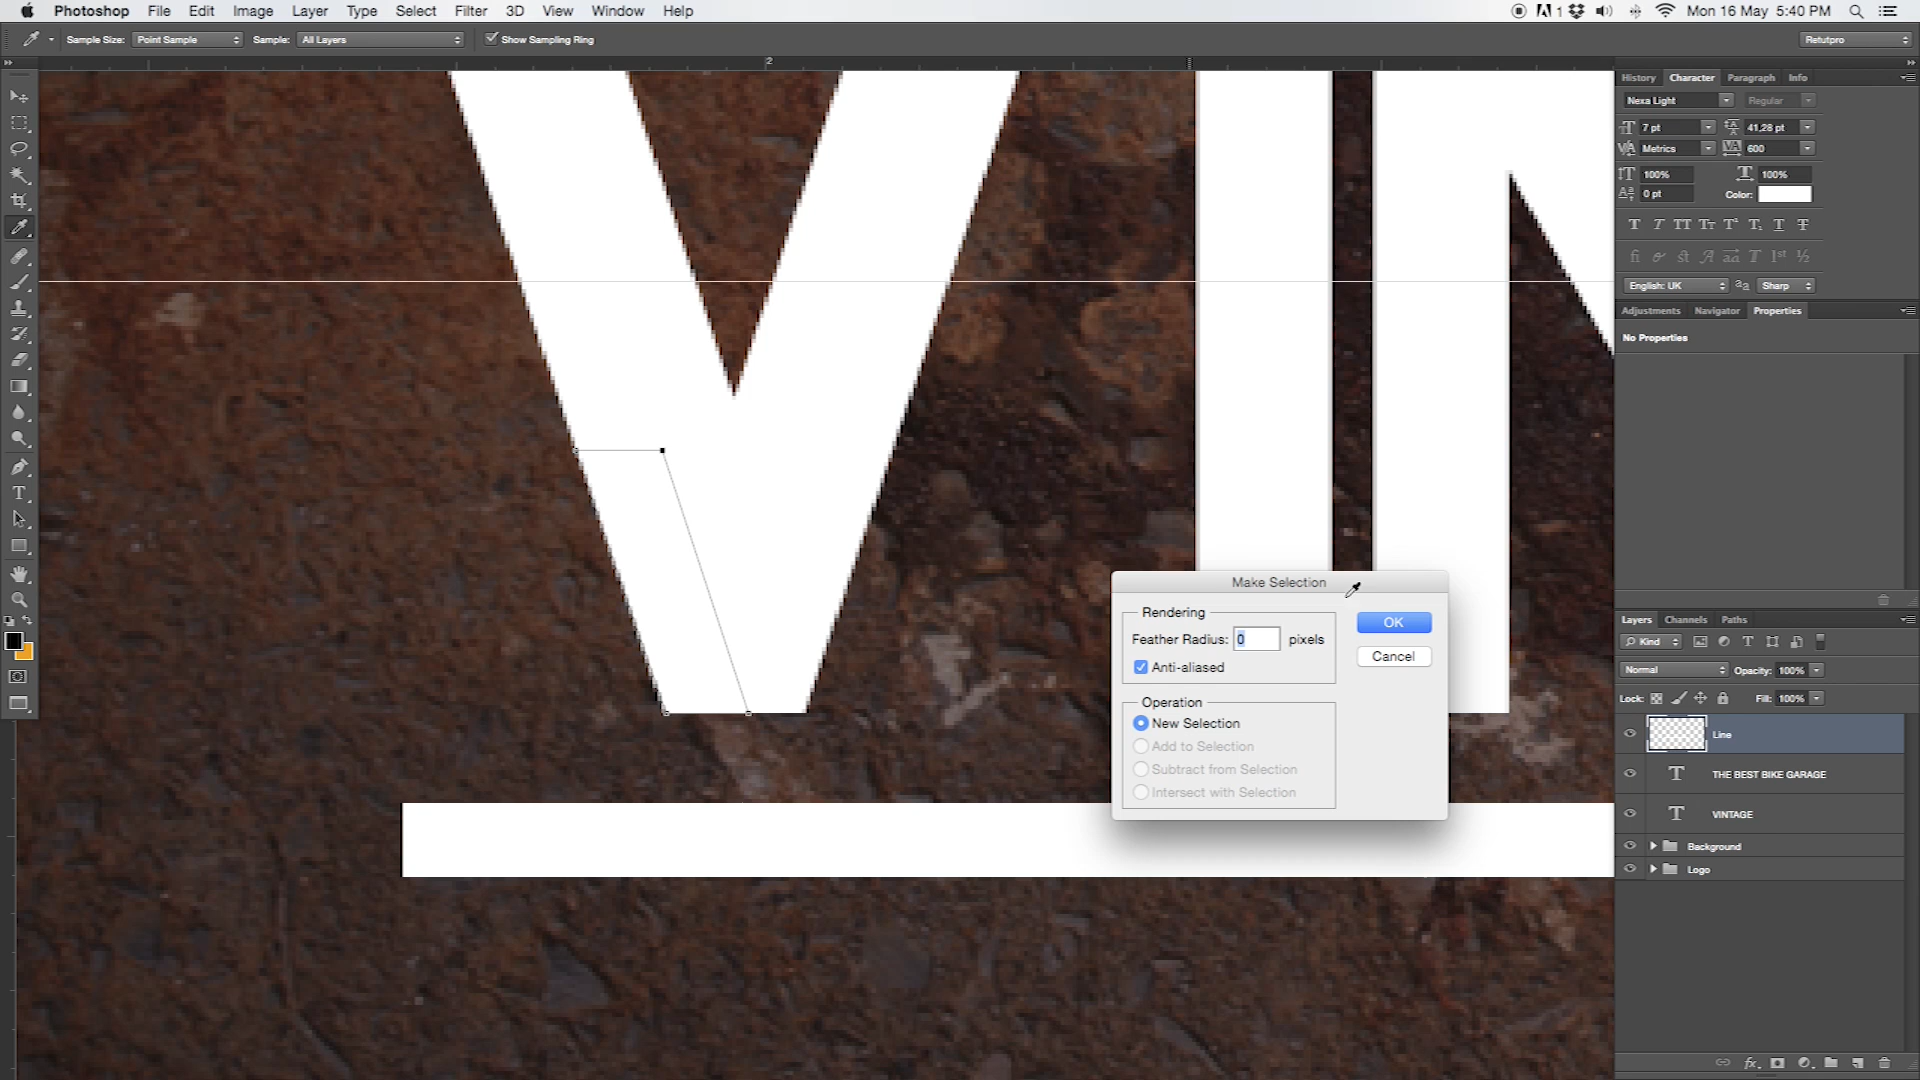 Photoshop File Edit Image Layer Type Select Filter 3D View Window Help 1 Mon 16 May 5:40 PM
Sample Size: Point Sample Sample: All Layers Show Sampling Ring Retutpro
2
History Character Paragraph Info
Nexa Light Regular
7 pt 41,28 pt
Metrics 600
100% 100%
0 pt Color:
English: UK Sharp
Adjustments Navigator Properties
No Properties
VIN
Make Selection
Rendering
Feather Radius: 0 pixels
Anti-aliased
OK
Cancel
Operation
New Selection
Add to Selection
Subtract from Selection
Intersect with Selection
Layers Channels Paths
Kind
Normal Opacity: 100%
Lock: Fill: 100%
Line
THE BEST BIKE GARAGE
VINTAGE
Background
Logo